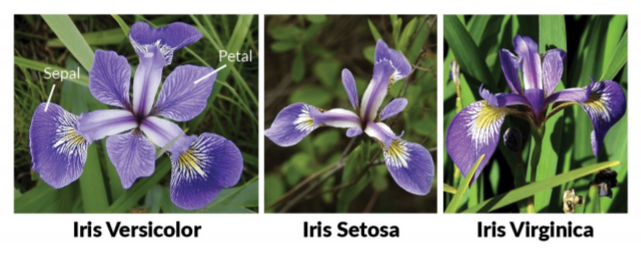 Petal
Sepal
Iris Versicolor
Iris Setosa
Iris Virginica